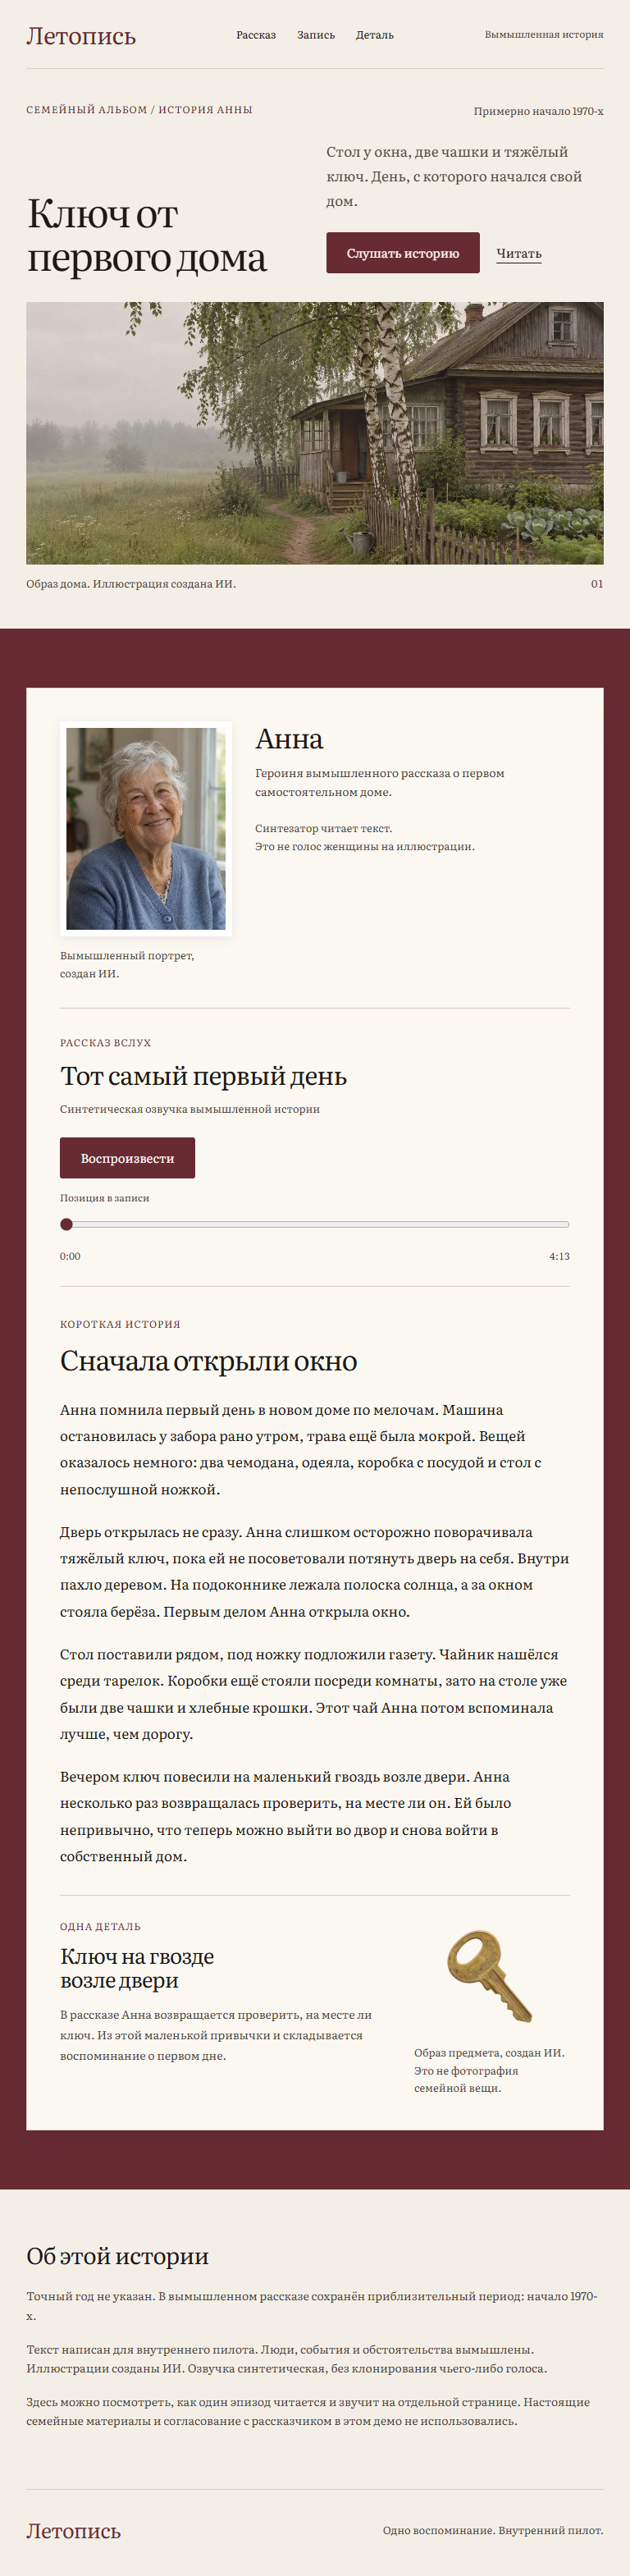 Летопись
Рассказ
Запись
Деталь
Вымышленная история
СЕМЕЙНЫЙ АЛЬБОМ / ИСТОРИЯ АННЫ
Примерно начало 1970-х
Ключ от
первого дома
Стол у окна, две чашки и тяжёлый
ключ. День, с которого начался свой
дом.
Слушать историю
Читать
Образ дома. Иллюстрация создана ИИ.
01
Анна
Героиня вымышленного рассказа о первом
самостоятельном доме.
Синтезатор читает текст.
Это не голос женщины на иллюстрации.
Вымышленный портрет,
создан ИИ.
РАССКАЗ ВСЛУХ
Тот самый первый день
Синтетическая озвучка вымышленной истории
Воспроизвести
Позиция в записи
0:00
4:13
КОРОТКАЯ ИСТОРИЯ
Сначала открыли окно
Анна помнила первый день в новом доме по мелочам. Машина
остановилась у забора рано утром, трава ещё была мокрой. Вещей
оказалось немного: два чемодана, одеяла, коробка с посудой и стол с
непослушной ножкой.
Дверь открылась не сразу. Анна слишком осторожно поворачивала
тяжёлый ключ, пока ей не посоветовали потянуть дверь на себя. Внутри
пахло деревом. На подоконнике лежала полоска солнца, а за окном
стояла берёза. Первым делом Анна открыла окно.
Стол поставили рядом, под ножку подложили газету. Чайник нашёлся
среди тарелок. Коробки ещё стояли посреди комнаты, зато на столе уже
были две чашки и хлебные крошки. Этот чай Анна потом вспоминала
лучше, чем дорогу.
Вечером ключ повесили на маленький гвоздь возле двери. Анна
несколько раз возвращалась проверить, на месте ли он. Ей было
непривычно, что теперь можно выйти во двор и снова войти в
собственный дом.
ОДНА ДЕТАЛЬ
Ключ на гвозде
возле двери
В рассказе Анна возвращается проверить, на месте ли
ключ. Из этой маленькой привычки и складывается
воспоминание о первом дне.
Образ предмета, создан ИИ.
Это не фотография
семейной вещи.
Об этой истории
Точный год не указан. В вымышленном рассказе сохранён приблизительный период: начало 1970-
х.
Текст написан для внутреннего пилота. Люди, события и обстоятельства вымышлены.
Иллюстрации созданы ИИ. Озвучка синтетическая, без клонирования чьего-либо голоса.
Здесь можно посмотреть, как один эпизод читается и звучит на отдельной странице. Настоящие
семейные материалы и согласование с рассказчиком в этом демо не использовались.
Летопись
Одно воспоминание. Внутренний пилот.